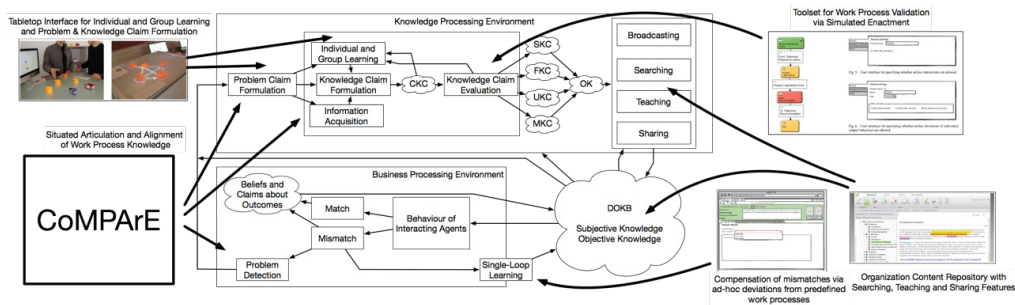 Tabletop Interface for Individual and Group Learning
and Problem & Knowledge Claim Formulation
Knowledge Processing Environment
Toolset for Work Process Validation
via Simulated Enactment
Individual and
Group Learning
Problem Claim
Formulation
Knowledge Claim
Formulation
Information
Acquisition
CKC
Knowledge Claim
Evaluation
SKC
FKC
UKC
MKC
OK
Broadcasting
Searching
Teaching
Sharing
Situated Articulation and Alignment
of Work Process Knowledge
CoMPArE
Business Processing Environment
Beliefs and
Claims about
Outcomes
Match
Mismatch
Behaviour of
Interacting Agents
Problem
Detection
Single-Loop
Learning
DOKB
Subjective Knowledge
Objective Knowledge
Compensation of mismatches via
ad-hoc deviations from predefined
work processes
Organization Content Repository with
Searching, Teaching and Sharing Features